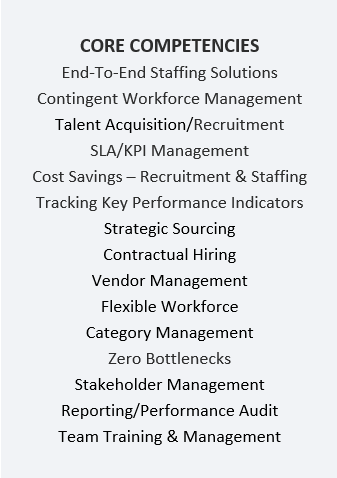 CORE COMPETENCIES
End-To-End Staffing Solutions
Contingent Workforce Management
Talent Acquisition/Recruitment
SLA/KPI Management
Cost Savings – Recruitment & Staffing
Tracking Key Performance Indicators
Strategic Sourcing
Contractual Hiring
Vendor Management
Flexible Workforce
Category Management
Zero Bottlenecks
Stakeholder Management
Reporting/Performance Audit
Team Training & Management